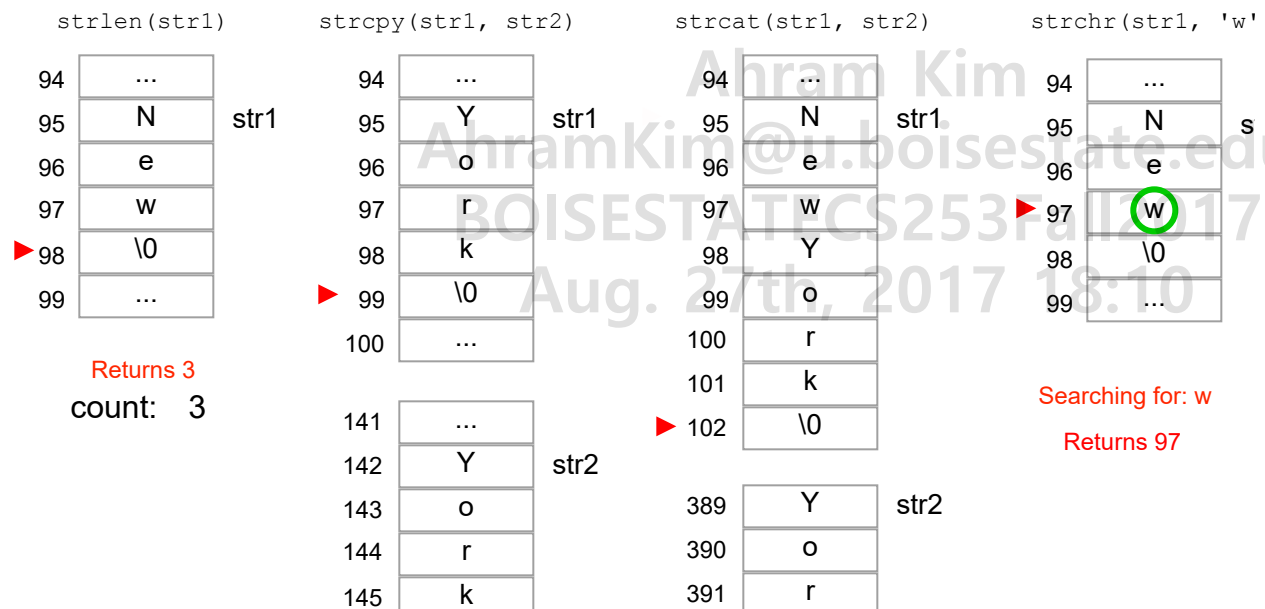 strlen(str1)
94 ...
95 N str1
96 e
97 w
98 \0
99 ...
Returns 3
count: 3
strcpy(str1, str2)
94 ...
95 Y str1
96 o
97 r
98 k
99 \0
100 ...
141 ...
142 Y str2
143 o
144 r
145 k
strcat(str1, str2)
94 ...
95 N str1
96 e
97 w
98 Y
99 o
100 r
101 k
102 \0
389 Y str2
390 o
391 r
strchr(str1, 'w'
94 ...
95 N s
96 e
97 w
98 \0
99 ...
Searching for: w
Returns 97
Ahram Kim
AhramKim@u.boisestate.edu
BOISESTATECS253Fall2017
Aug. 27th, 2017 18:10